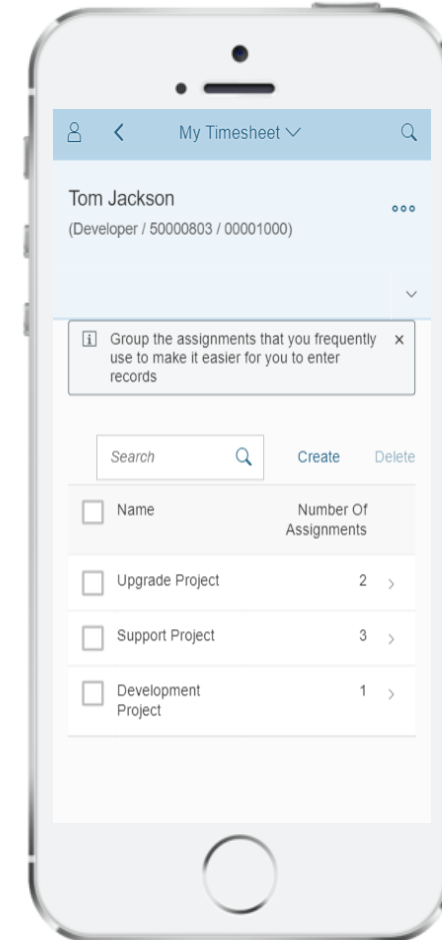 My Timesheet
Tom Jackson
(Developer / 50000803 / 00001000)
Group the assignments that you frequently
use to make it easier for you to enter
records
Search Create Delete
Name Number Of
Assignments
Upgrade Project 2
Support Project 3
Development 1
Project